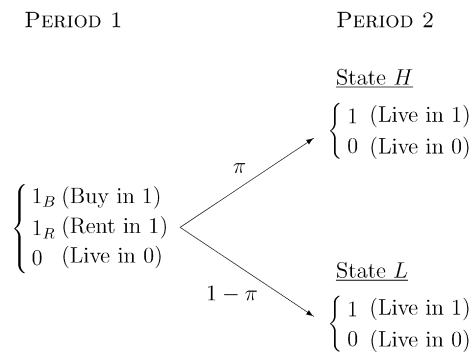 PERIOD 1
PERIOD 2
State H
1 (Live in 1)
0 (Live in 0)
π
1_B (Buy in 1)
1_R (Rent in 1)
0 (Live in 0)
1 − π
State L
1 (Live in 1)
0 (Live in 0)